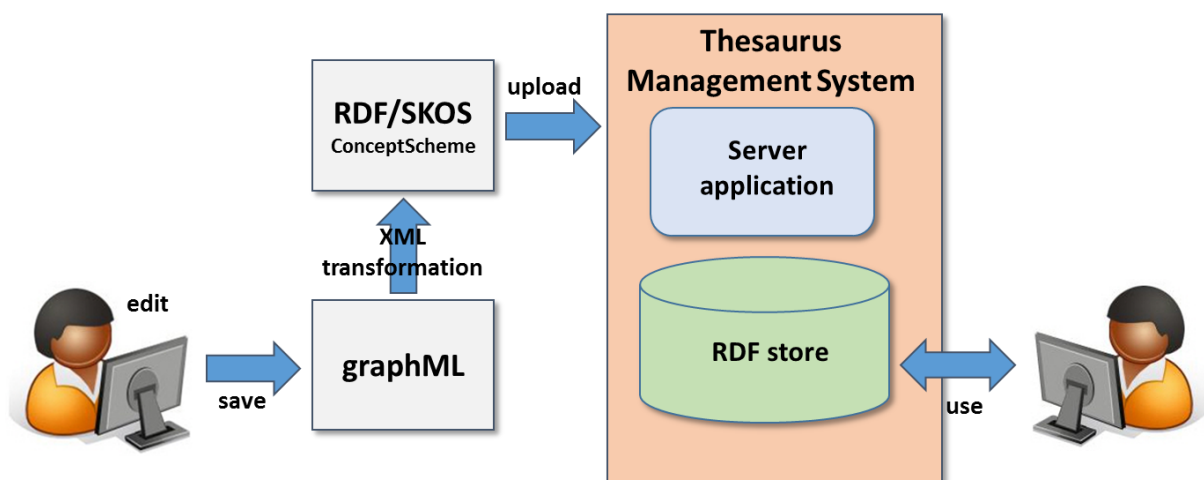 Thesaurus
Management System
upload
RDF/SKOS
ConceptScheme
Server
application
XML
transformation
edit
graphML
save
RDF store
use